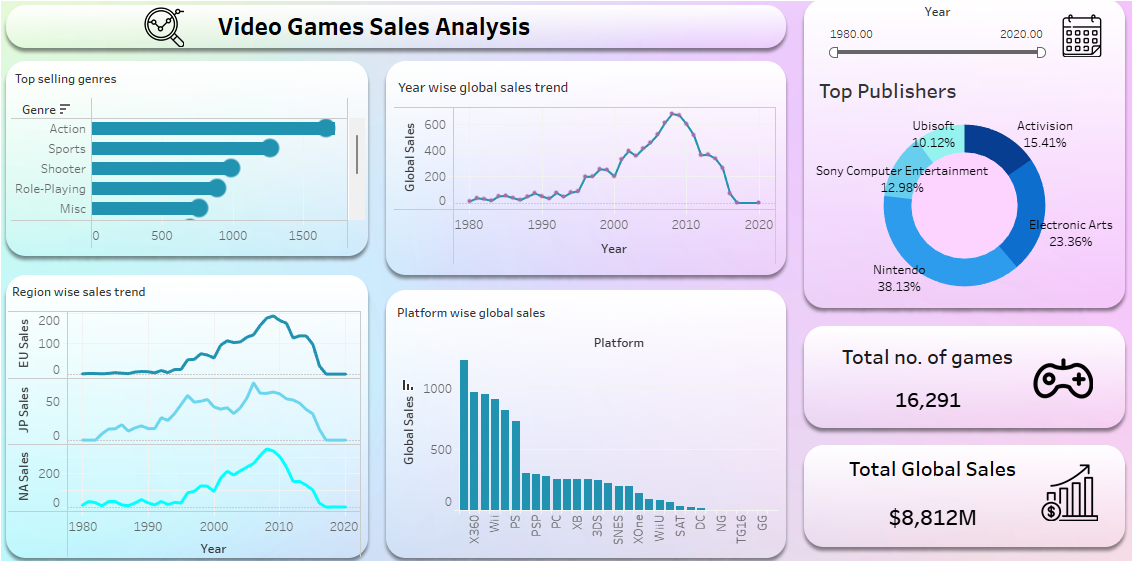 Video Games Sales Analysis
Year
1980.00
2020.00
Top Publishers
Ubisoft
10.12%
Activision
15.41%
Sony Computer Entertainment
12.98%
Electronic Arts
23.36%
Nintendo
38.13%
Top selling genres
Genre
Action
Sports
Shooter
Role-Playing
Misc
0 500 1000 1500
Year wise global sales trend
Global Sales
600
400
200
0
1980 1990 2000 2010 2020
Year
Region wise sales trend
EU Sales
200
100
0
JP Sales
50
0
NA Sales
200
0
1980 1990 2000 2010 2020
Year
Platform wise global sales
Platform
Global Sales
1000
500
0
X360 Wii PS PSP PC XB 3DS SNES XOne WiiU SAT DC NG TG16 GG
Total no. of games
16,291
Total Global Sales
$8,812M
$